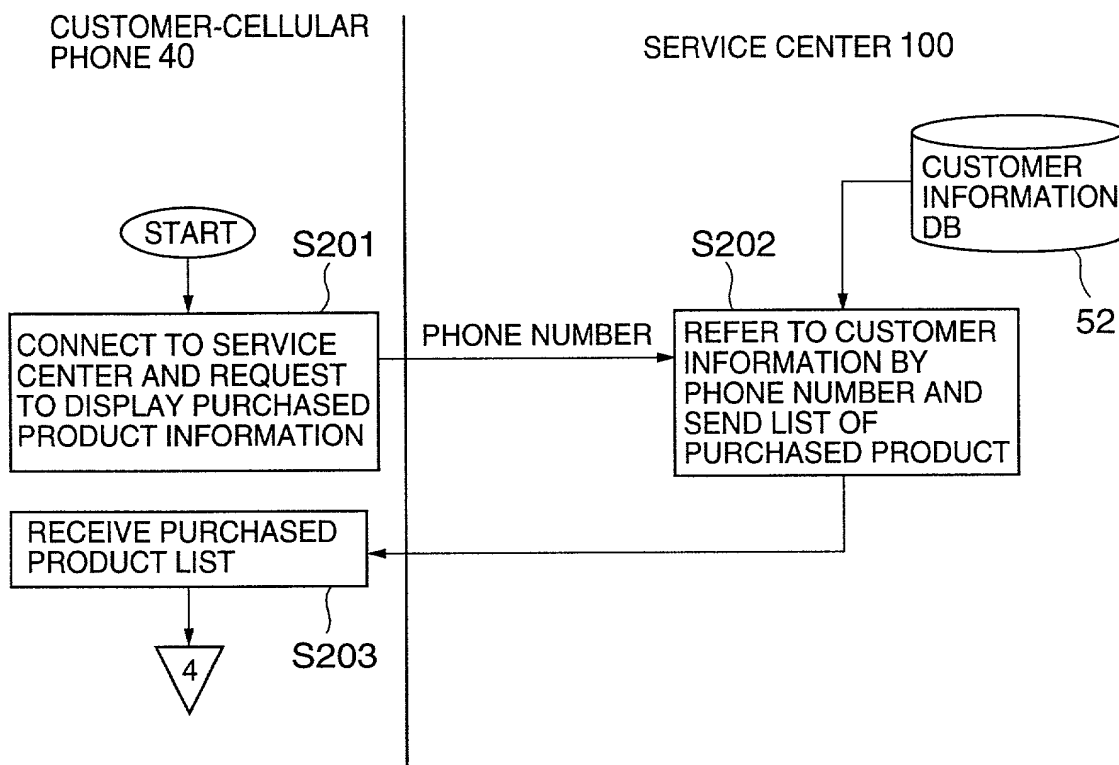 CUSTOMER-CELLULAR
PHONE 40
SERVICE CENTER 100
CUSTOMER
INFORMATION
DB
52
START
S201
CONNECT TO SERVICE
CENTER AND REQUEST
TO DISPLAY PURCHASED
PRODUCT INFORMATION
PHONE NUMBER
S202
REFER TO CUSTOMER
INFORMATION BY
PHONE NUMBER AND
SEND LIST OF
PURCHASED PRODUCT
RECEIVE PURCHASED
PRODUCT LIST
S203
4